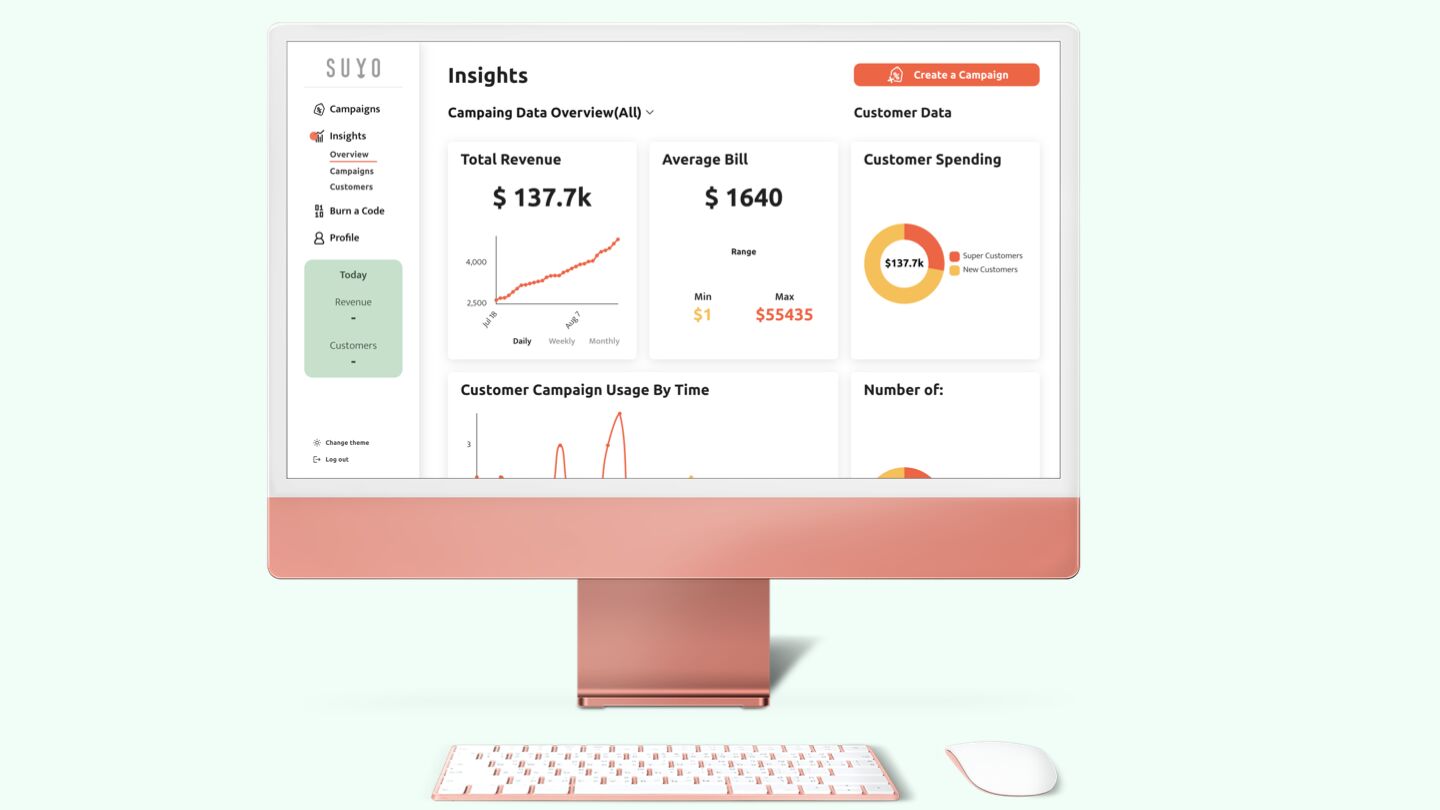 SUYO
Campaigns
Insights
Overview
Campaigns
Customers
Burn a Code
Profile
Today
Revenue
-
Customers
-
Change theme
Log out
Insights
Create a Campaign
Campaing Data Overview(All)
Customer Data
Total Revenue
$ 137.7k
4,000
2,500
Jul 18
Aug 7
Daily Weekly Monthly
Average Bill
$ 1640
Range
Min Max
$1 $55435
Customer Spending
$137.7k
Super Customers
New Customers
Customer Campaign Usage By Time
3
Number of: